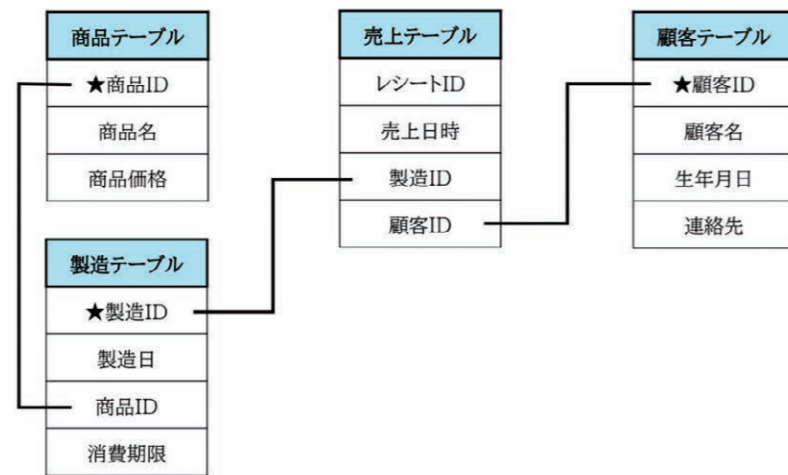 商品テーブル
★商品ID
商品名
商品価格
製造テーブル
★製造ID
製造日
商品ID
消費期限
売上テーブル
レシートID
売上日時
製造ID
顧客ID
顧客テーブル
★顧客ID
顧客名
生年月日
連絡先